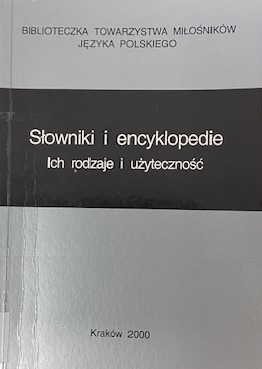 BIBLIOTECZKA TOWARZYSTWA MIŁOŚNIKÓW
JĘZYKA POLSKIEGO
Słowniki i encyklopedie
Ich rodzaje i użyteczność
Kraków 2000